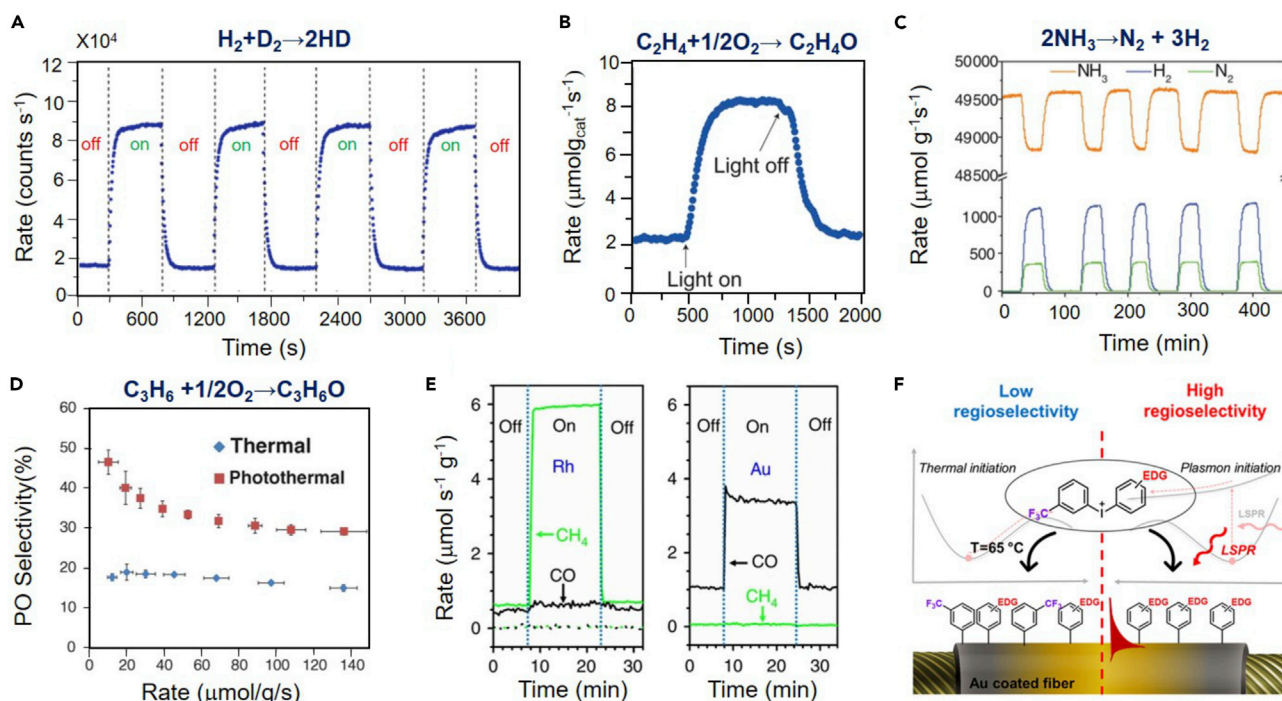 A
H₂+D₂→2HD
X10⁴
12
10
8
6
4
2
0
off
on
off
on
off
on
off
on
off
0
600
1200
1800
2400
3000
3600
Rate (counts s⁻¹)
Time (s)
B
C₂H₄+1/2O₂→ C₂H₄O
10
8
6
4
2
0
Light off
Light on
0
500
1000
1500
2000
Rate (μmolg_cat⁻¹s⁻¹)
Time (s)
C
2NH₃→N₂ + 3H₂
NH₃
H₂
N₂
50000
49500
49000
48500
1000
500
0
0
100
200
300
400
Rate (μmol g⁻¹s⁻¹)
Time (min)
D
C₃H₆ +1/2O₂→C₃H₆O
60
50
40
30
20
10
0
Thermal
Photothermal
0
20
40
60
80
100
120
140
PO Selectivity(%)
Rate (μmol/g/s)
E
6
4
2
0
Off
On
Off
Rh
CH₄
CO
0
10
20
30
Rate (μmol s⁻¹ g⁻¹)
Time (min)
6
4
2
0
Off
On
Off
Au
CO
CH₄
0
10
20
30
Time (min)
F
Low
regioselectivity
High
regioselectivity
Thermal initiation
Plasmon initiation
EDG
F₃C
I
+
LSPR
T=65 °C
LSPR
F₃C
EDG
CF₃
EDG
EDG
EDG
EDG
Au coated fiber